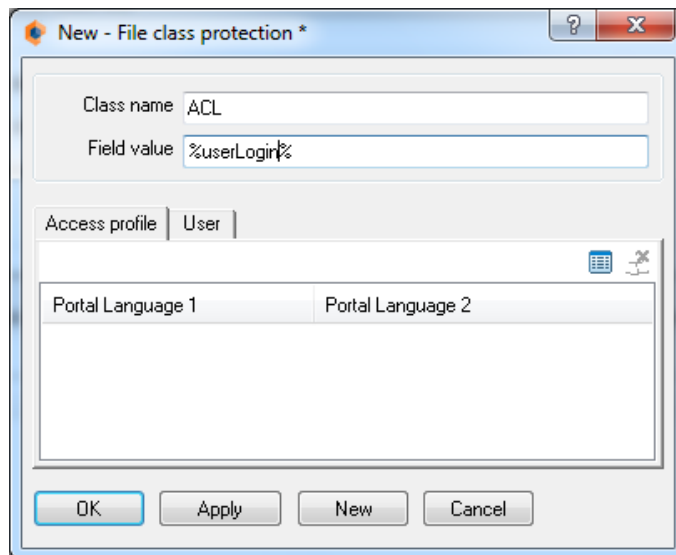 New - File class protection *
Class name ACL
Field value %userLogin%
Access profile User
Portal Language 1 Portal Language 2
OK Apply New Cancel